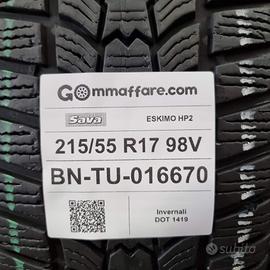 Gommaffare.com
Sava
ESKIMO HP2
215/55 R17 98V
BN-TU-016670
Invernali
DOT 1419
subito